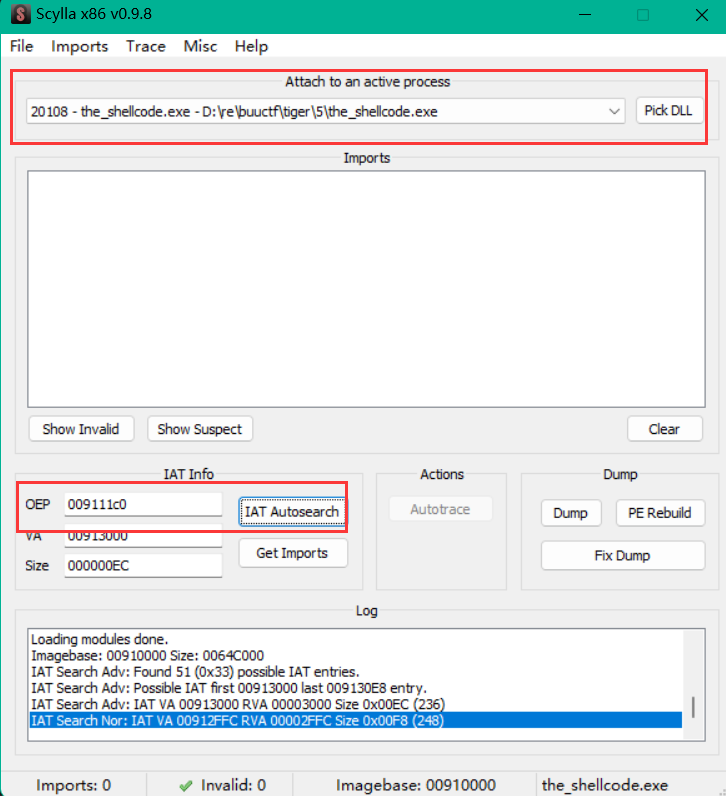 Scylla x86 v0.9.8
File Imports Trace Misc Help
Attach to an active process
20108 - the_shellcode.exe - D:\re\buuctf\tiger\5\the_shellcode.exe
Pick DLL
Imports
Show Invalid Show Suspect Clear
IAT Info
OEP 009111c0 IAT Autosearch
VA 00913000
Size 000000EC
Get Imports
Actions
Autotrace
Dump
Dump PE Rebuild
Fix Dump
Log
Loading modules done.
Imagebase: 00910000 Size: 0064C000
IAT Search Adv: Found 51 (0x33) possible IAT entries.
IAT Search Adv: Possible IAT first 00913000 last 009130E8 entry.
IAT Search Adv: IAT VA 00913000 RVA 00003000 Size 0x00EC (236)
IAT Search Nor: IAT VA 00912FFC RVA 00002FFC Size 0x00F8 (248)
Imports: 0 Invalid: 0 Imagebase: 00910000 the_shellcode.exe